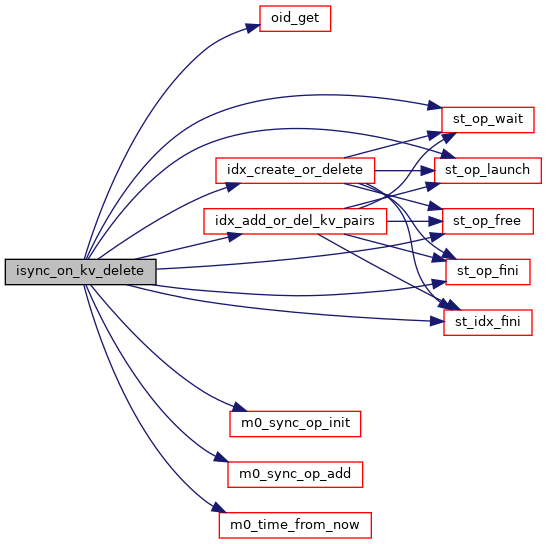 oid_get
st_op_wait
idx_create_or_delete
st_op_launch
idx_add_or_del_kv_pairs
st_op_free
isync_on_kv_delete
st_op_fini
st_idx_fini
m0_sync_op_init
m0_sync_op_add
m0_time_from_now